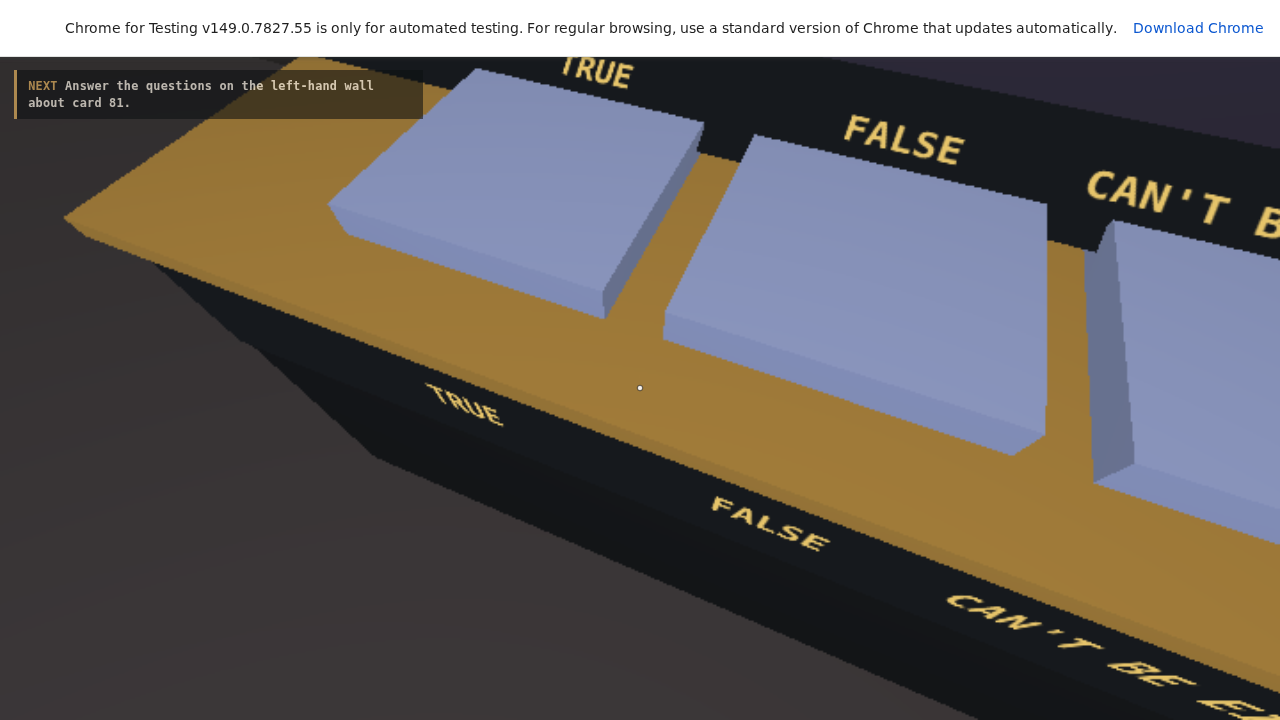 Chrome for Testing v149.0.7827.55 is only for automated testing. For regular browsing, use a standard version of Chrome that updates automatically. Download Chrome
NEXT Answer the questions on the left-hand wall
about card 81.
TRUE
FALSE
CAN'T
TRUE
FALSE
CAN'T BE